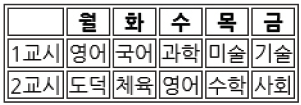 월 화 수 목 금
1교시 영어 국어 과학 미술 기술
2교시 도덕 체육 영어 수학 사회